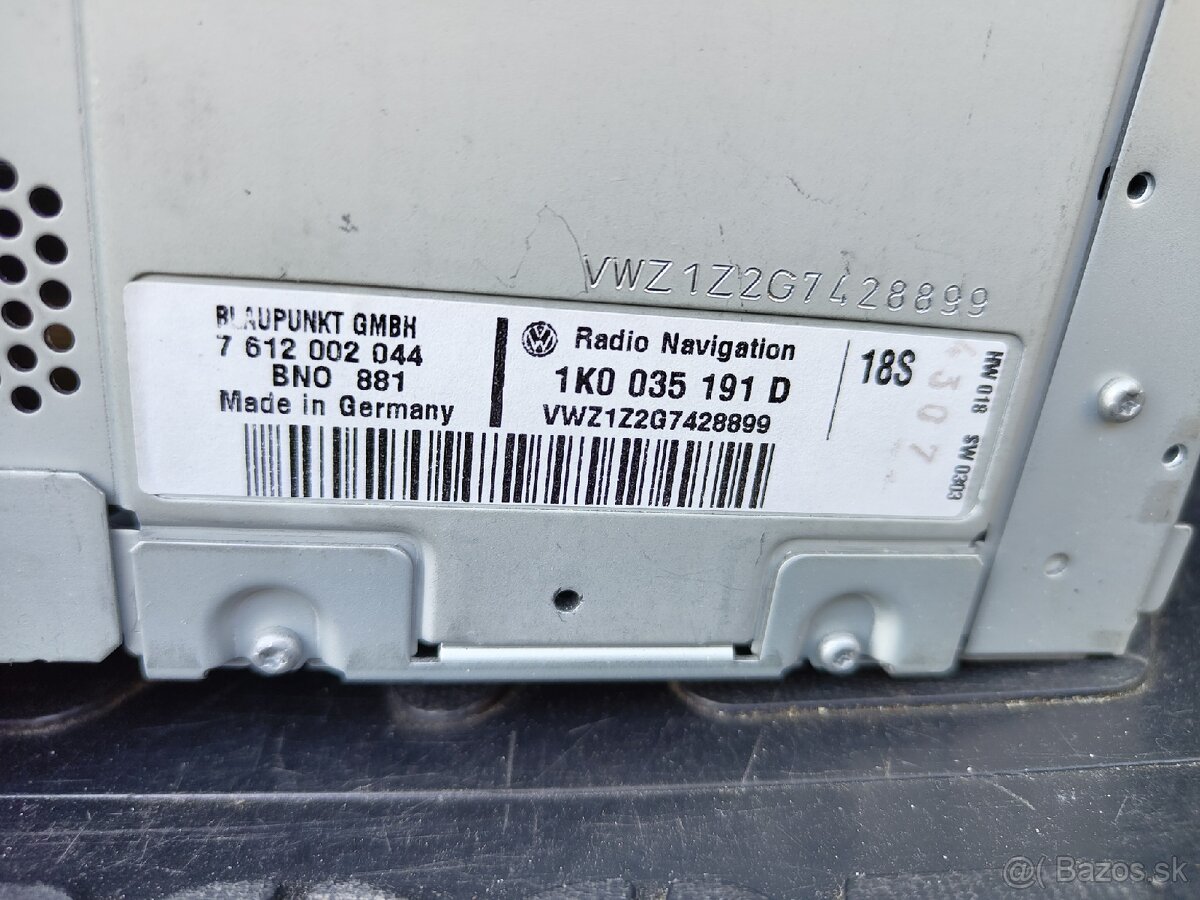 VWZ1Z2G7428899
BLAUPUNKT GMBH
7 612 002 044
BNO 881
Made in Germany
Radio Navigation
1K0 035 191 D
VWZ1Z2G7428899
18S
4307
HW 018 SW 0303
@( Bazos.sk